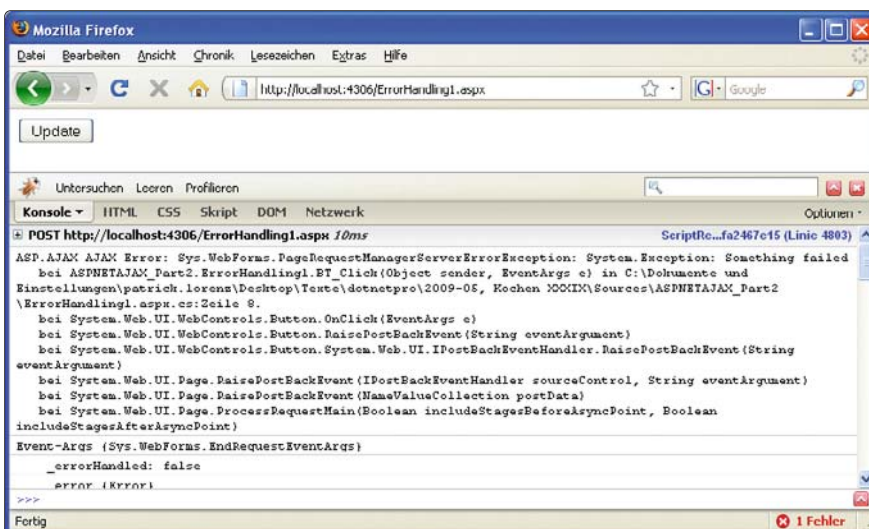 Mozilla Firefox
Datei Bearbeiten Ansicht Chronik Lesezeichen Extras Hilfe
http://localhost:4306/ErrorHandling1.aspx
G Google
Update
Untersuchen Leeren Profilieren
Konsole HTML CSS Skript DOM Netzwerk
Optionen
POST http://localhost:4306/ErrorHandling1.aspx 10ms
ScriptRe...fa2467e15 (Linie 4803)
ASP.AJAX AJAX Error: Sys.WebForms.PageRequestManagerServerErrorException: System.Exception: Something failed
bei ASPNETAJAX_Part2.ErrorHandling1.BT_Click(Object sender, EventArgs e) in C:\Dokumente und
Einstellungen\patrick.lorenz\Desktop\Texte\dotnetpro\2009-05, Kochen XXXIX\Sources\ASPNETAJAX_Part2
\ErrorHandling1.aspx.cs:Zeile 8.
bei System.Web.UI.WebControls.Button.OnClick(EventArgs e)
bei System.Web.UI.WebControls.Button.RaisePostBackEvent(String eventArgument)
bei System.Web.UI.WebControls.Button.System.Web.UI.IPostBackEventHandler.RaisePostBackEvent(String
eventArgument)
bei System.Web.UI.Page.RaisePostBackEvent(IPostBackEventHandler sourceControl, String eventArgument)
bei System.Web.UI.Page.RaisePostBackEvent(NameValueCollection postData)
bei System.Web.UI.Page.ProcessRequestMain(Boolean includeStagesBeforeAsyncPoint, Boolean
includeStagesAfterAsyncPoint)
Event-Args {Sys.WebForms.EndRequestEventArgs}
_errorHandled: false
_error {Error}
>>>
Fertig
1 Fehler